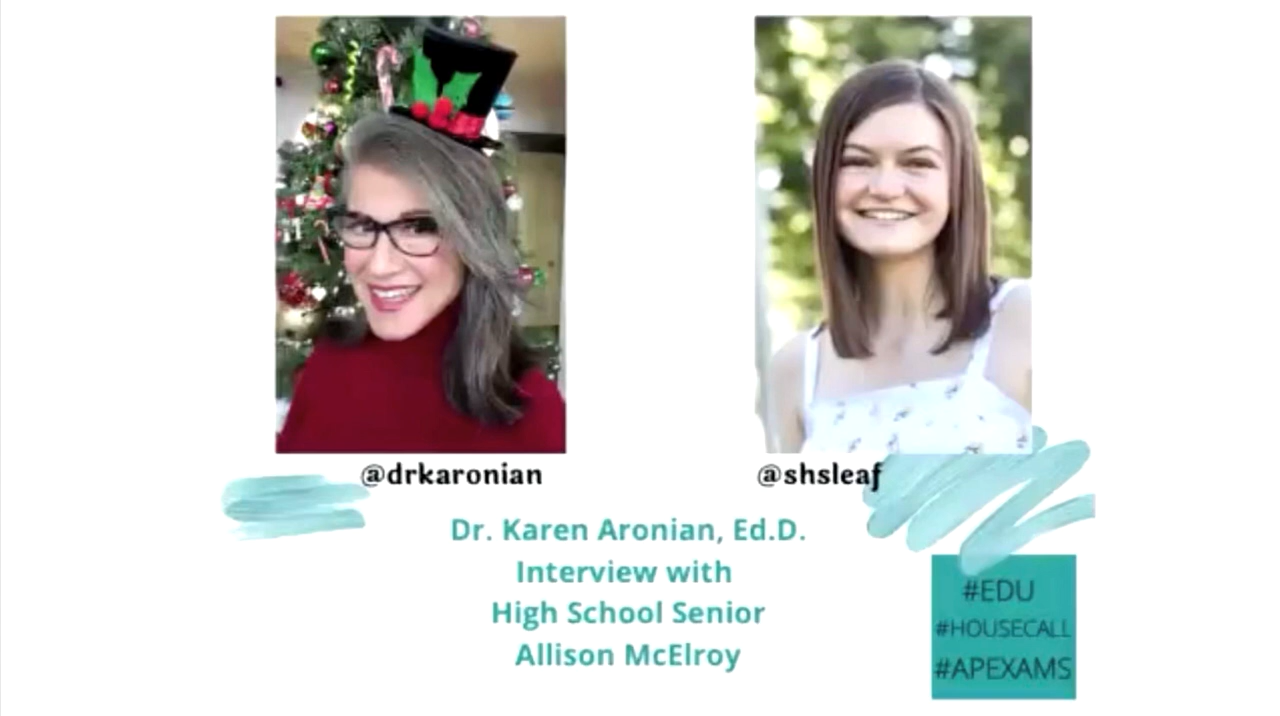 @drkaronian
@shsleaf
Dr. Karen Aronian, Ed.D.
Interview with
High School Senior
Allison McElroy
#EDU
#HOUSECALL
#APEXAMS